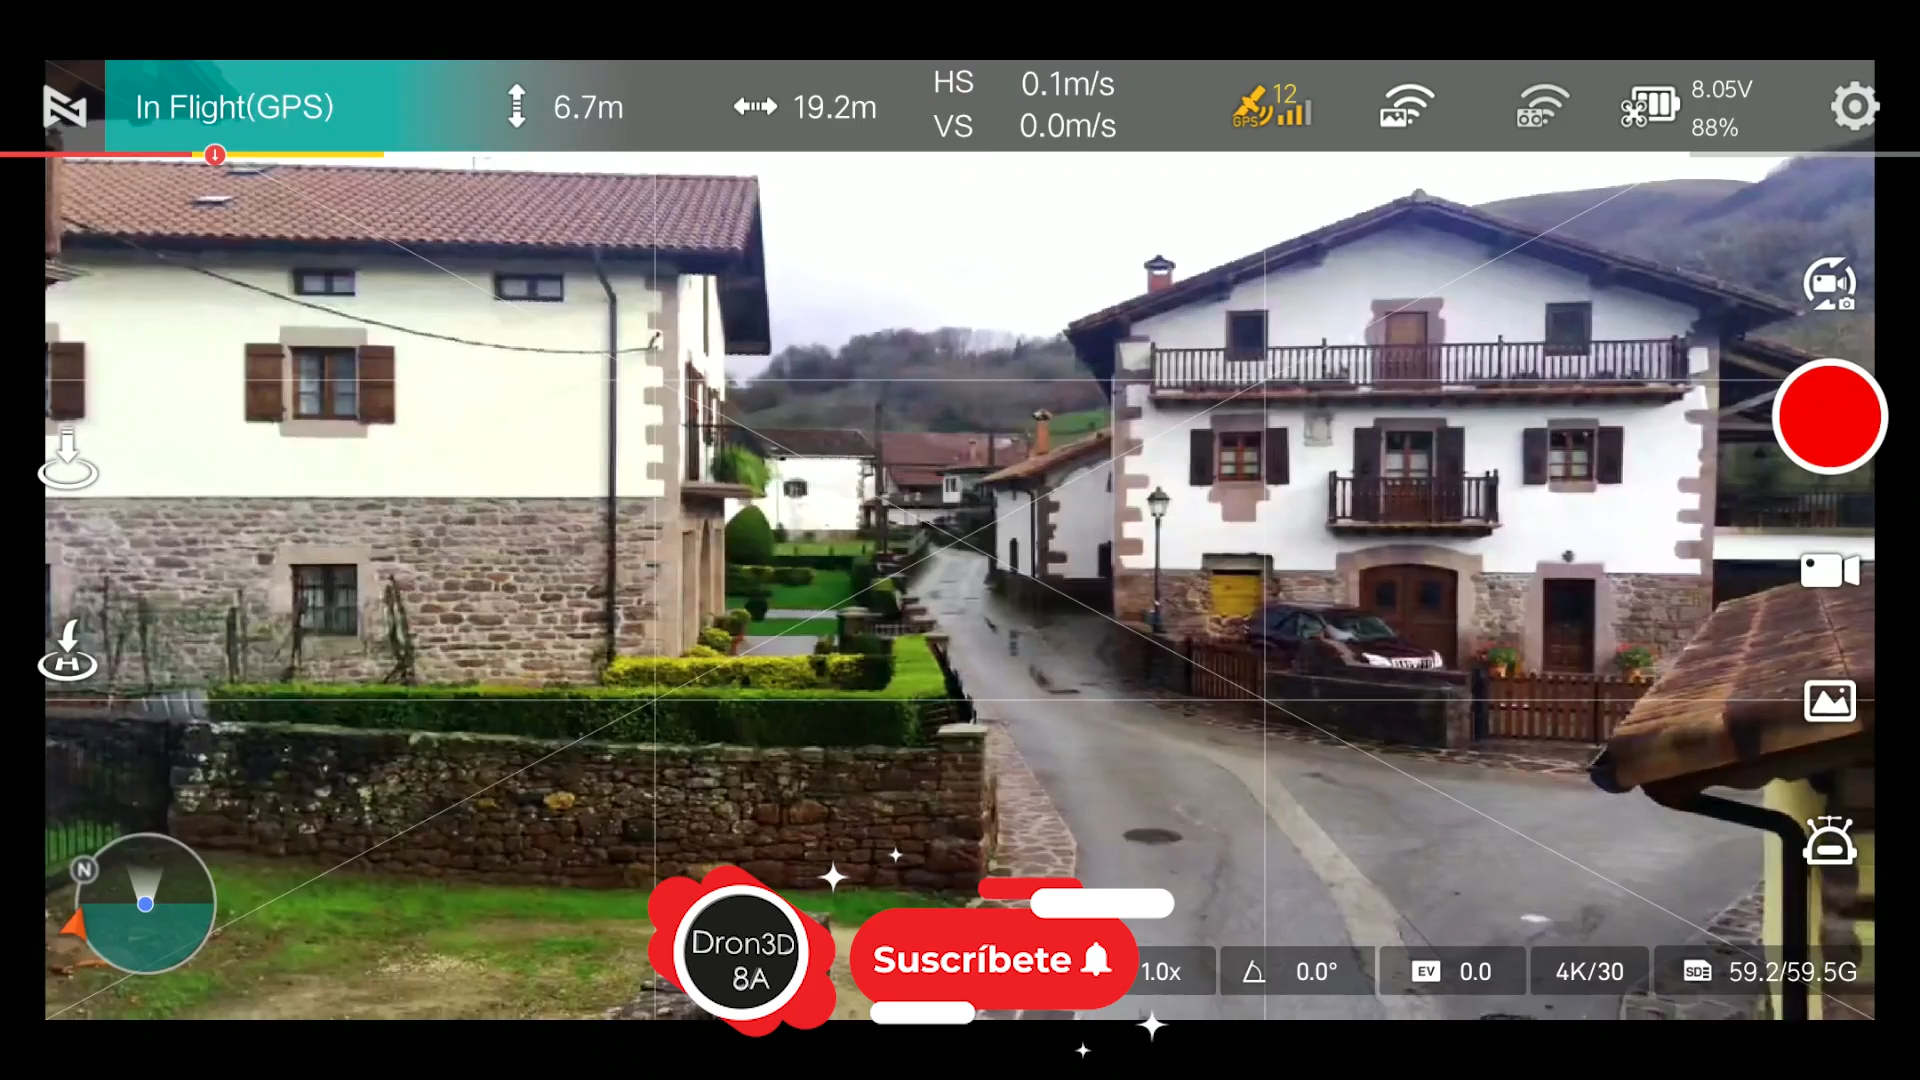 In Flight(GPS)
6.7m
19.2m
HS 0.1m/s
VS 0.0m/s
12
GPS
8.05V
88%
N
H
Dron3D
8A
Suscríbete
1.0x
0.0°
EV 0.0
4K/30
SD 59.2/59.5G